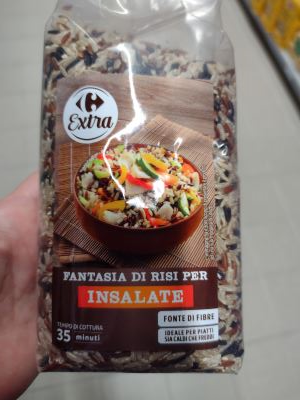 Extra
FANTASIA DI RISI PER
INSALATE
TEMPO DI COTTURA
35 minuti
FONTE DI FIBRE
IDEALE PER PIATTI
SIA CALDI CHE FREDDI